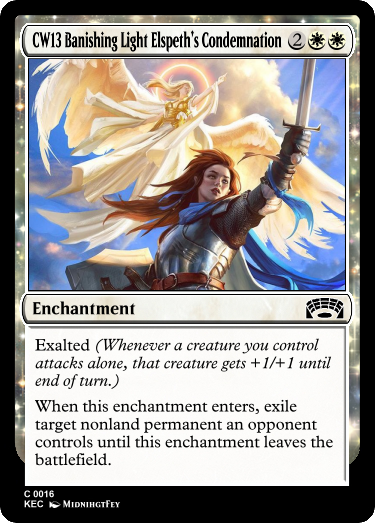 CW13 Banishing Light Elspeth's Condemnation 2
Enchantment
Exalted (Whenever a creature you control
attacks alone, that creature gets +1/+1 until
end of turn.)
When this enchantment enters, exile
target nonland permanent an opponent
controls until this enchantment leaves the
battlefield.
C 0016
KEC MidnihgtFey